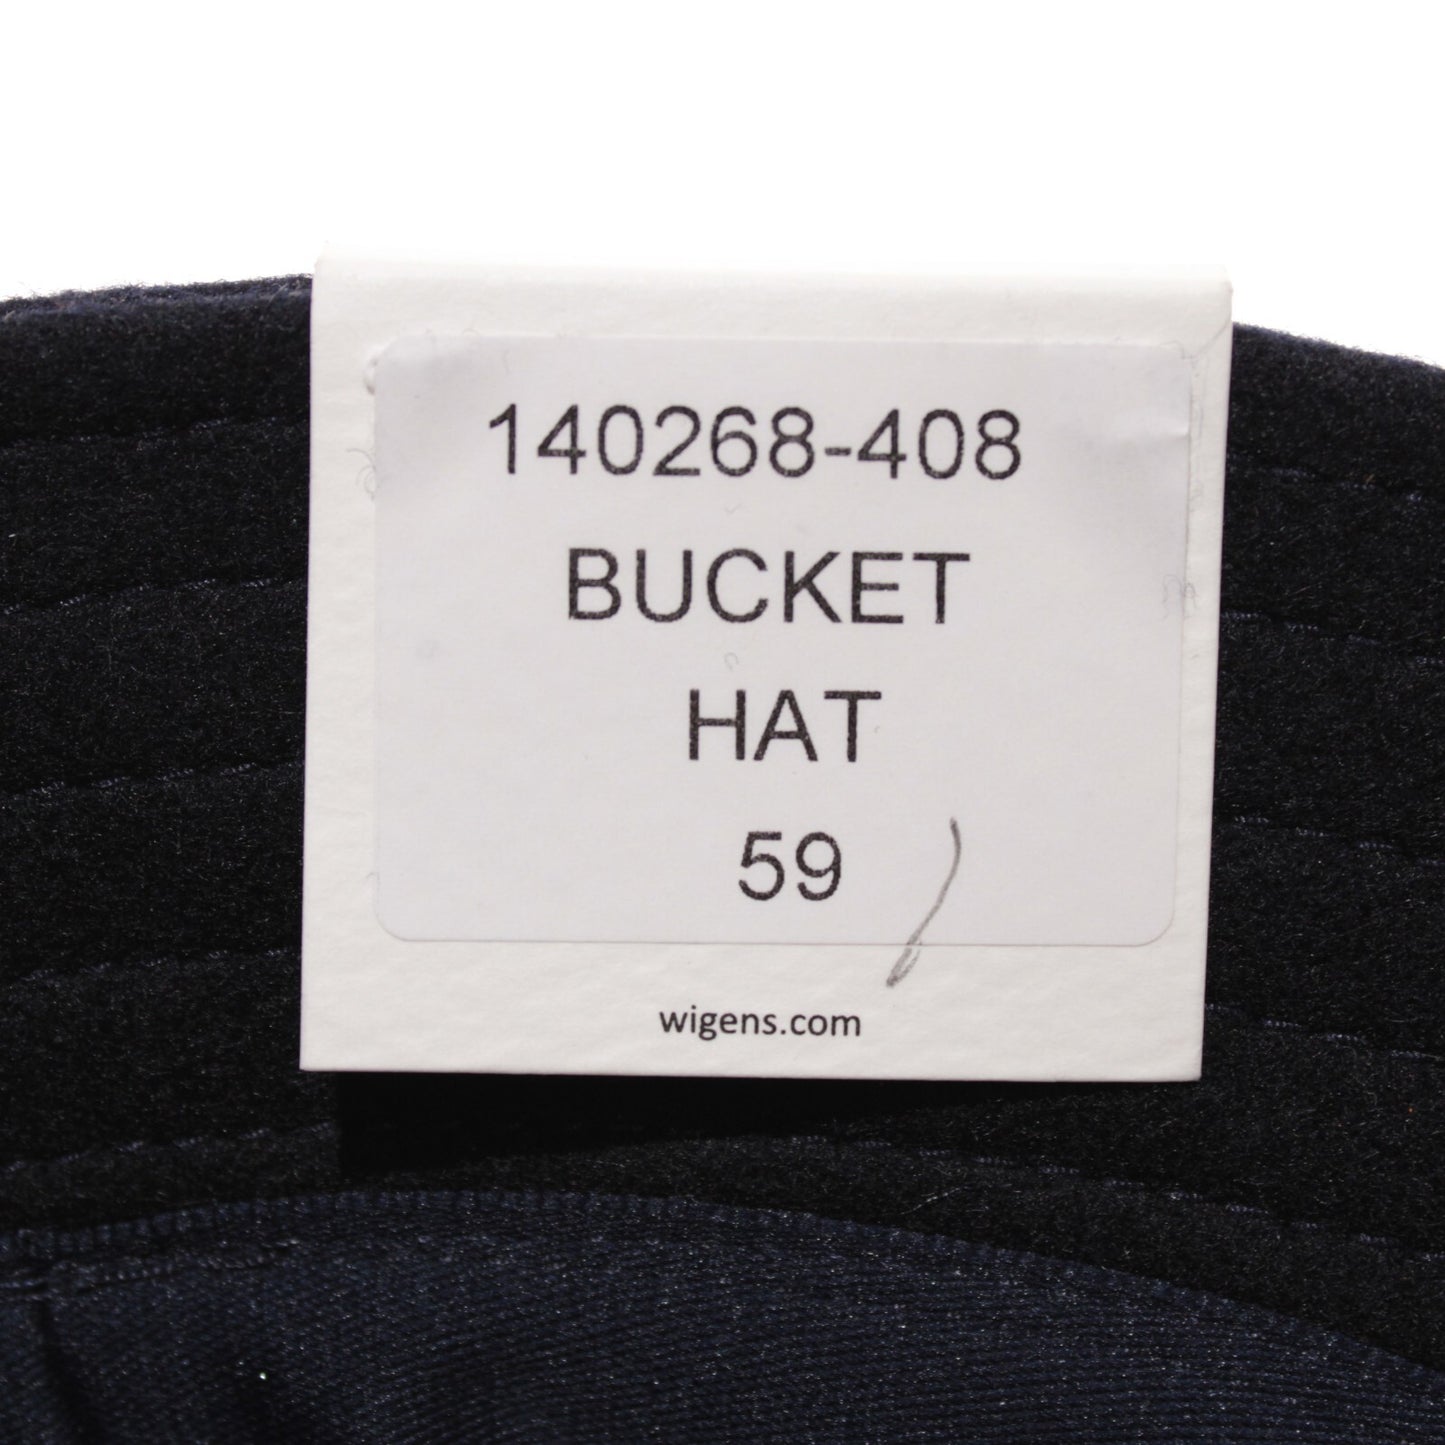 140268-408
BUCKET
HAT
59
wigens.com